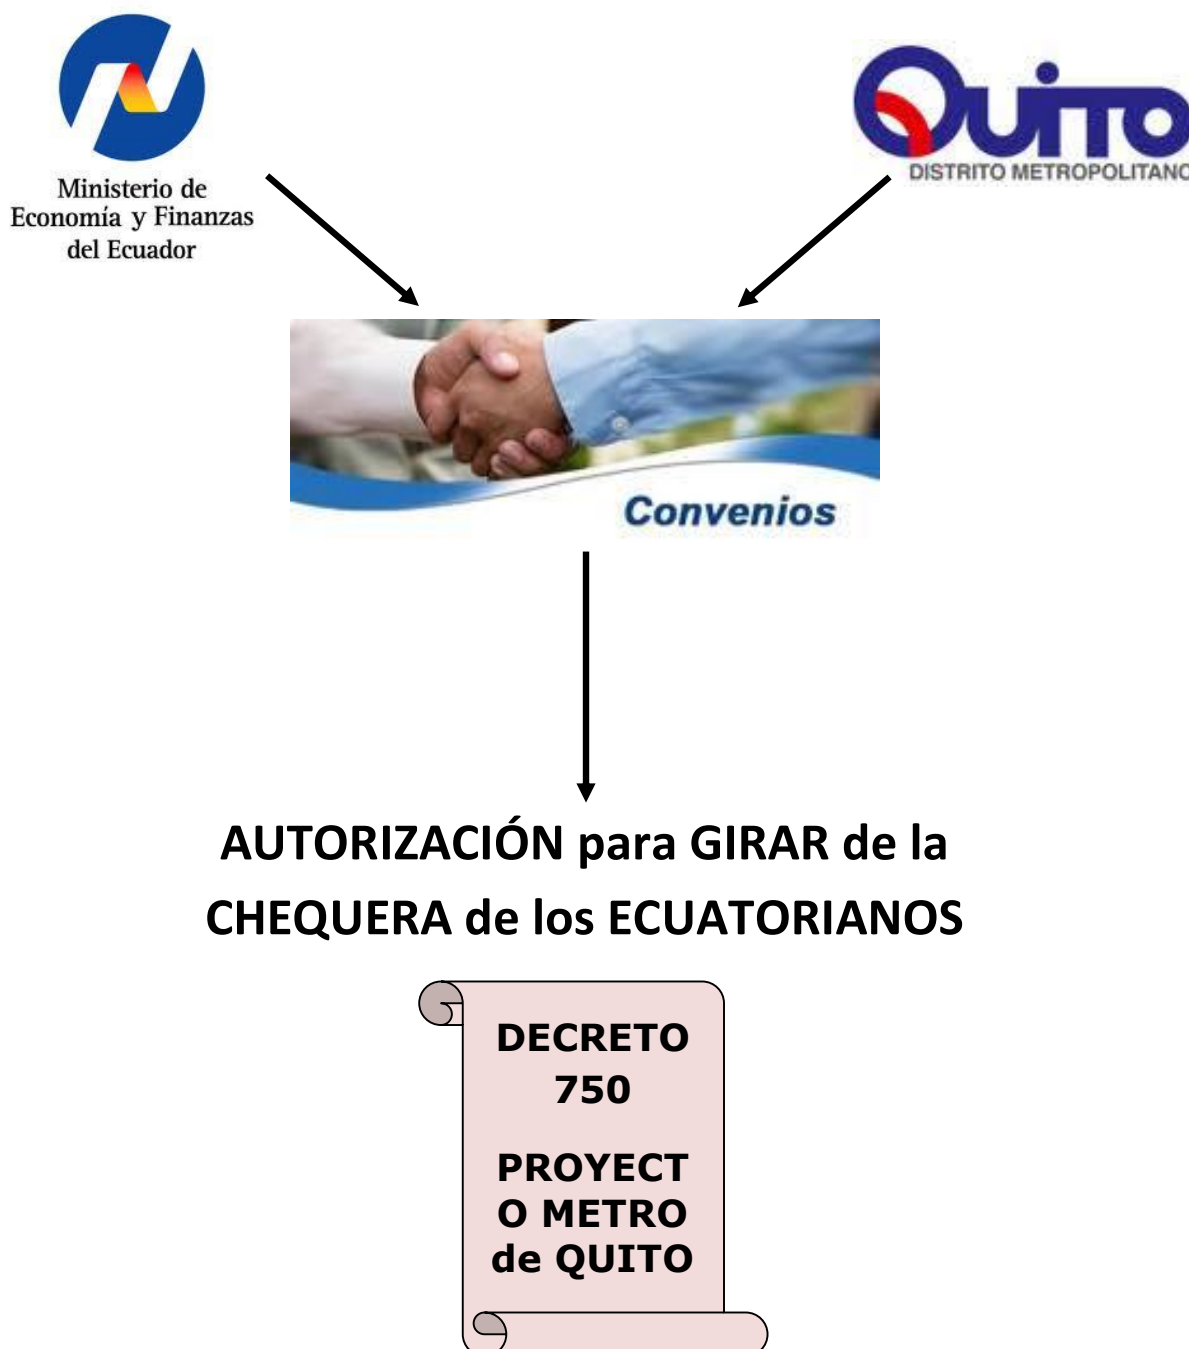 Ministerio de
Economía y Finanzas
del Ecuador
Quito
DISTRITO METROPOLITANO
Convenios
AUTORIZACIÓN para GIRAR de la
CHEQUERA de los ECUATORIANOS
DECRETO
750
PROYECT
O METRO
de QUITO